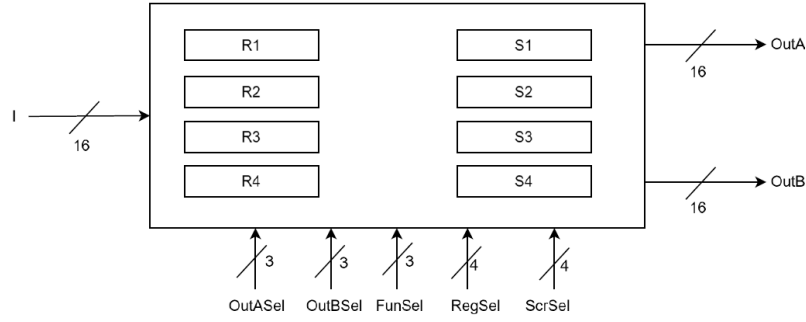 R1
S1
OutA
16
R2
S2
I
16
R3
S3
R4
S4
OutB
16
3
3
3
4
4
OutASel
OutBSel
FunSel
RegSel
ScrSel